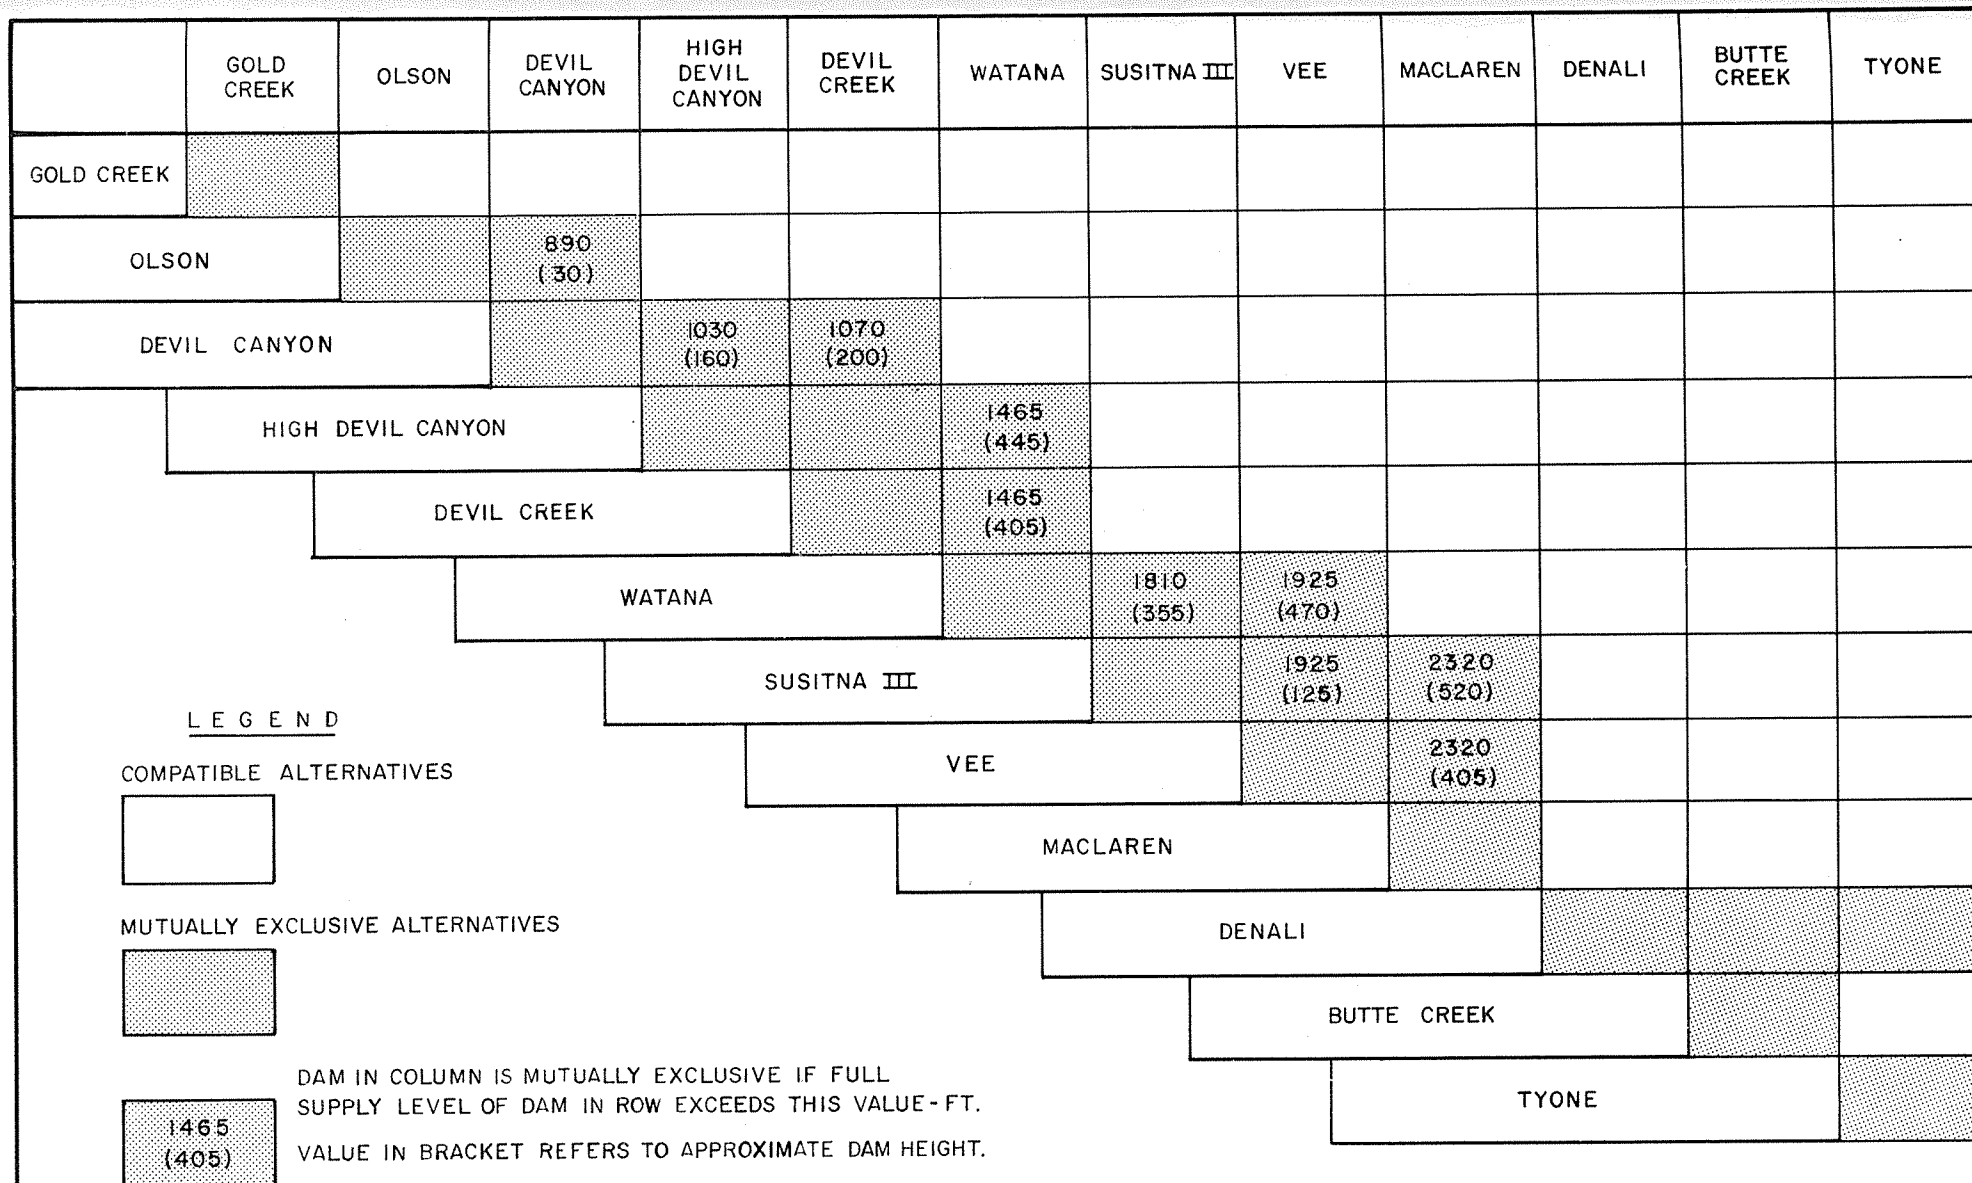 GOLD CREEK
OLSON
DEVIL CANYON
HIGH DEVIL CANYON
DEVIL CREEK
WATANA
SUSITNA III
VEE
MACLAREN
DENALI
BUTTE CREEK
TYONE
GOLD CREEK
OLSON
890
(30)
DEVIL CANYON
1030
(160)
1070
(200)
HIGH DEVIL CANYON
1465
(445)
DEVIL CREEK
1465
(405)
WATANA
1810
(355)
1925
(470)
SUSITNA III
1925
(125)
2320
(520)
VEE
2320
(405)
MACLAREN
DENALI
BUTTE CREEK
TYONE
LEGEND
COMPATIBLE ALTERNATIVES
MUTUALLY EXCLUSIVE ALTERNATIVES
1465
(405)
DAM IN COLUMN IS MUTUALLY EXCLUSIVE IF FULL
SUPPLY LEVEL OF DAM IN ROW EXCEEDS THIS VALUE-FT.
VALUE IN BRACKET REFERS TO APPROXIMATE DAM HEIGHT.